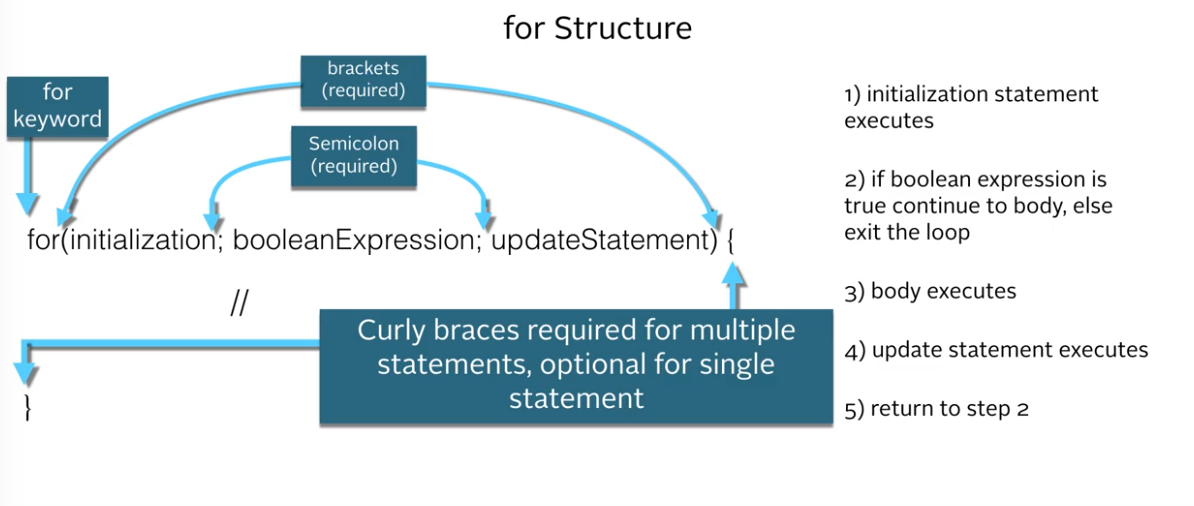 for Structure
for
keyword
brackets
(required)
Semicolon
(required)
for(initialization; booleanExpression; updateStatement) {
//
Curly braces required for multiple
statements, optional for single
statement
}
1) initialization statement
executes
2) if boolean expression is
true continue to body, else
exit the loop
3) body executes
4) update statement executes
5) return to step 2